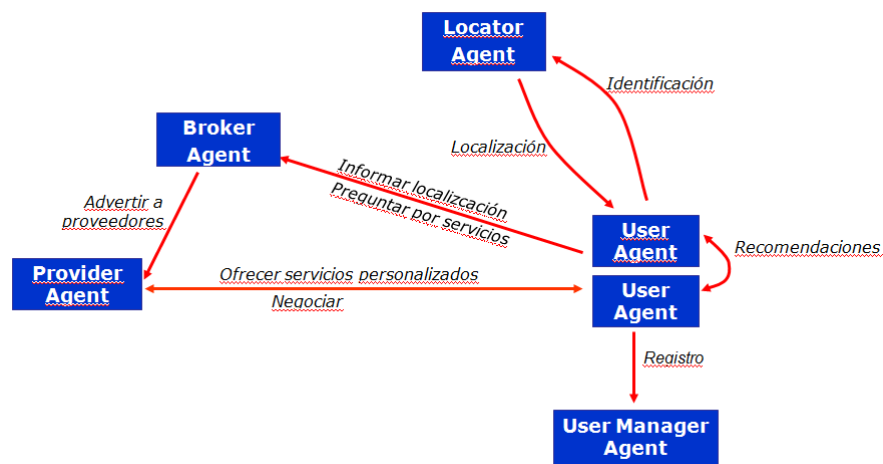 Locator
Agent
Identificación
Broker
Agent
Localización
Informar localizcación
Preguntar por servicios
Advertir a
proveedores
User
Agent
Recomendaciones
Provider
Agent
Ofrecer servicios personalizados
Negociar
User
Agent
Registro
User Manager
Agent